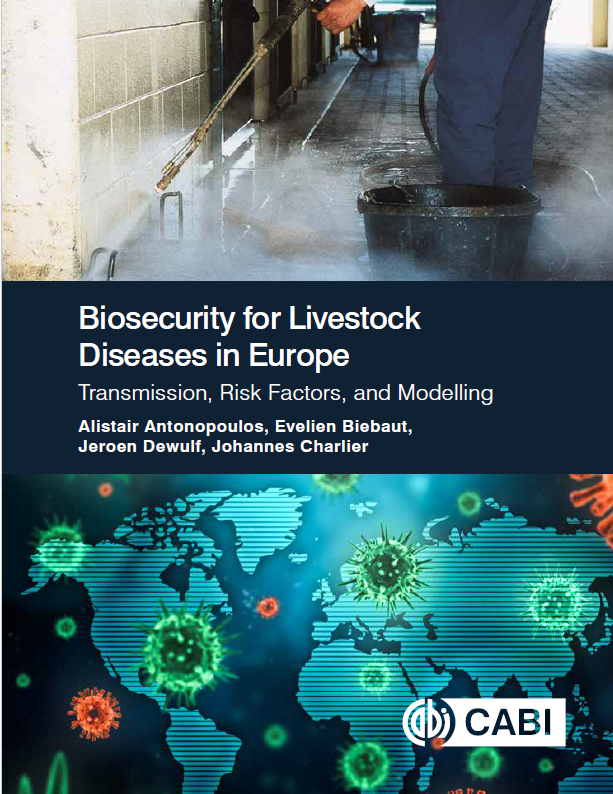 Biosecurity for Livestock
Diseases in Europe
Transmission, Risk Factors, and Modelling
Alistair Antonopoulos, Evelien Biebaut,
Jeroen Dewulf, Johannes Charlier
CABI